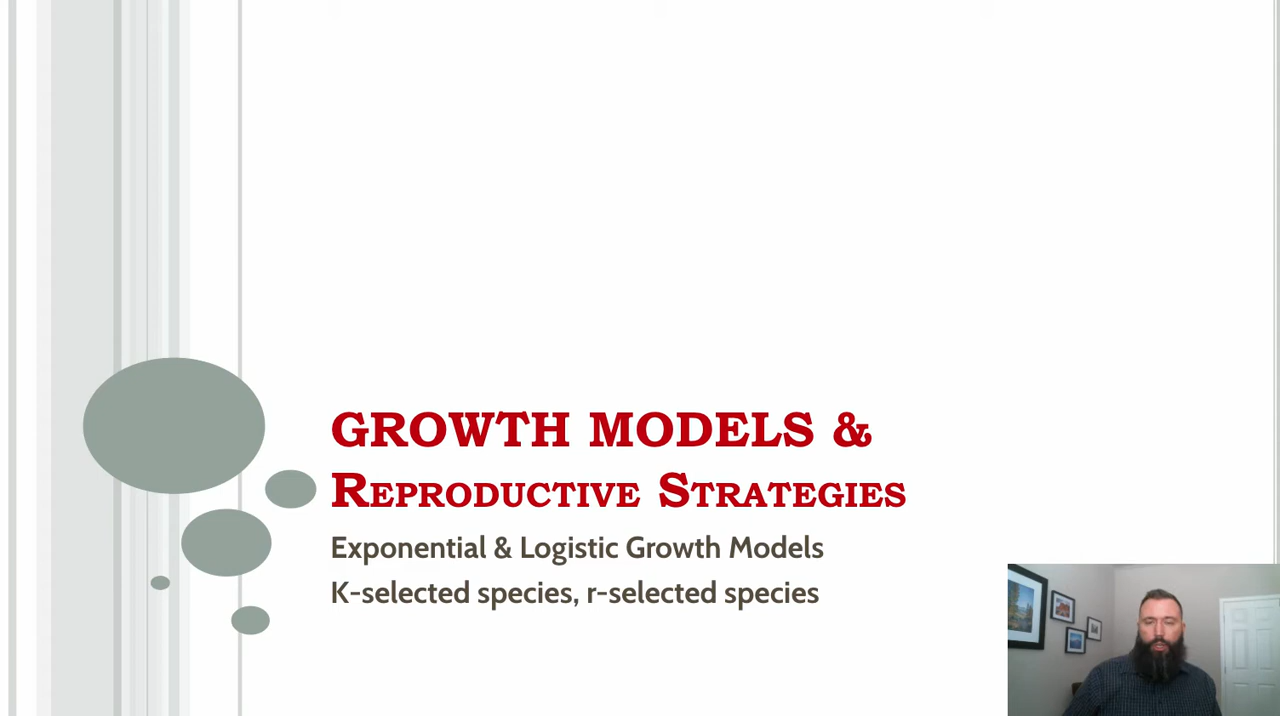 GROWTH MODELS &
REPRODUCTIVE STRATEGIES
Exponential & Logistic Growth Models
K-selected species, r-selected species